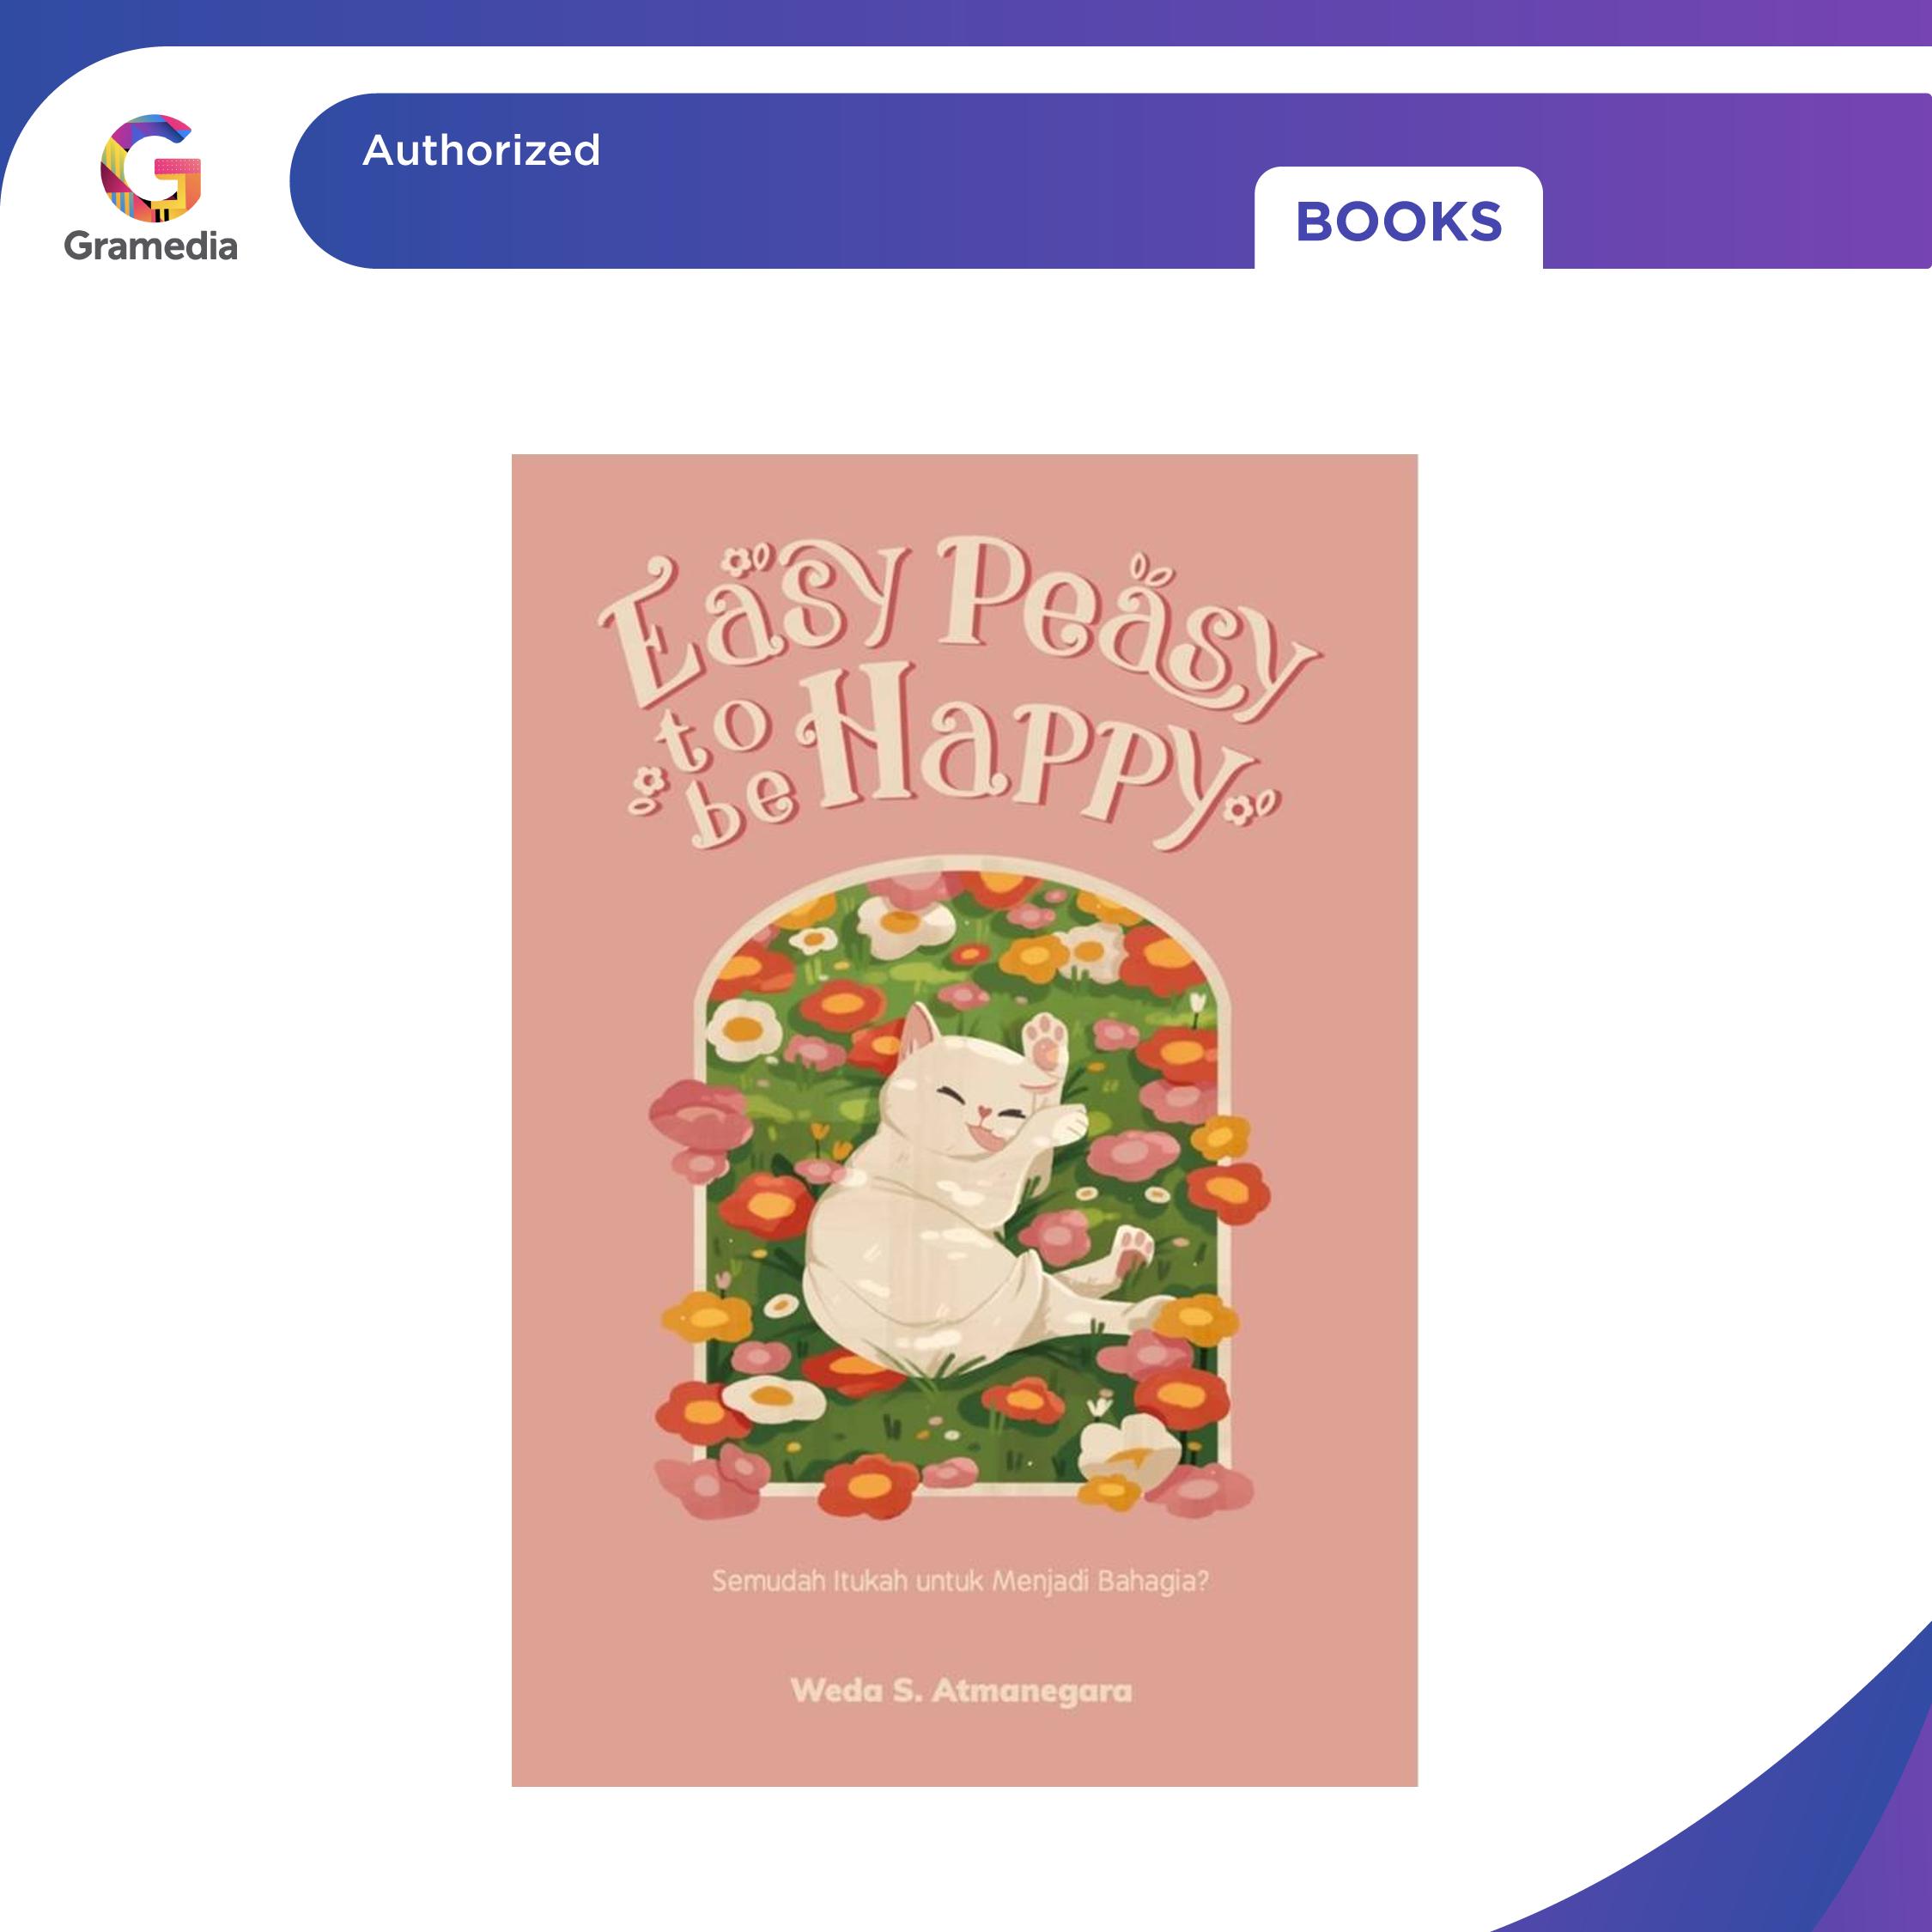 Authorized
Gramedia
BOOKS
Easy Peasy
to be Happy
Semudah Itukah untuk Menjadi Bahagia?
Weda S. Atmanegara